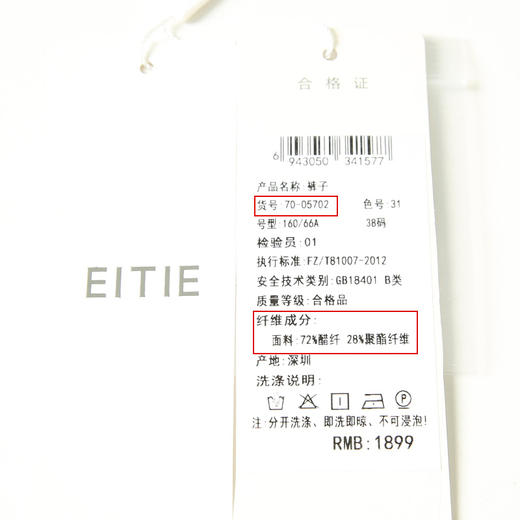 EITIE
合格证
6 943050 341577
产品名称:裤子
货号:70-05702 色号:31
号型:160/66A 38码
检验员:01
执行标准:FZ/T81007-2012
安全技术类别:GB18401 B类
质量等级:合格品
纤维成分:
面料:72%醋纤 28%聚酯纤维
产地:深圳
洗涤说明:
P
注:分开洗涤、即洗即晾、不可浸泡!
RMB:1899